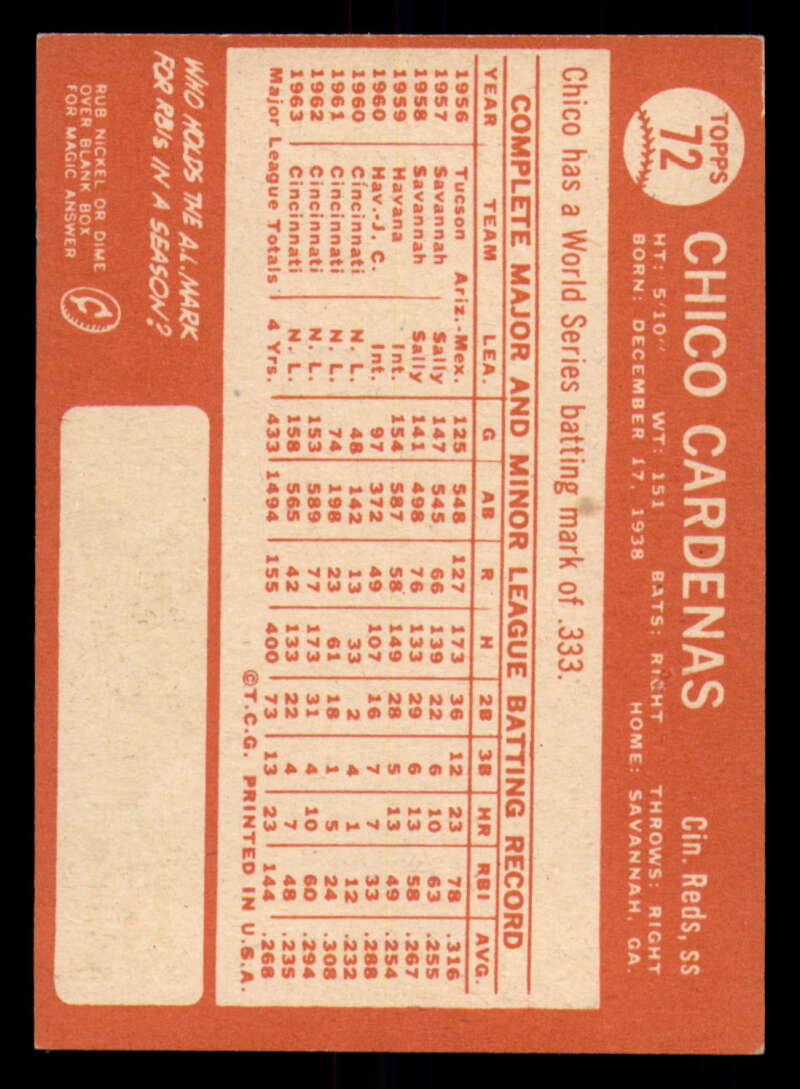 TOPPS
72
CHICO CARDENAS Cin. Reds, ss
HT: 5'10" WT: 151 BATS: RIGHT THROWS: RIGHT
BORN: DECEMBER 17, 1938 HOME: SAVANNAH, GA.
Chico has a World Series batting mark of .333.
COMPLETE MAJOR AND MINOR LEAGUE BATTING RECORD
YEAR TEAM LEA. G AB R H 2B 3B HR RBI AVG.
1956 Tucson Ariz.-Mex. 125 548 127 173 36 12 23 78 .316
1957 Savannah Sally 147 545 66 139 22 6 10 63 .255
1958 Savannah Sally 141 498 76 133 29 6 13 58 .267
1959 Havana Int. 154 587 58 149 28 5 13 49 .254
1960 Hav.-J. C. Int. 97 372 49 107 16 7 7 33 .288
1960 Cincinnati N. L. 48 142 13 33 2 4 1 12 .232
1961 Cincinnati N. L. 74 198 23 61 18 1 5 24 .308
1962 Cincinnati N. L. 153 589 77 173 31 4 10 60 .294
1963 Cincinnati N. L. 158 565 42 133 22 4 7 48 .235
Major League Totals 4 Yrs. 433 1494 155 400 73 13 23 144 .268
©T.C.G. PRINTED IN U.S.A.
WHO HOLDS THE A.L. MARK
FOR RBIs IN A SEASON?
RUB NICKEL OR DIME
OVER BLANK BOX
FOR MAGIC ANSWER